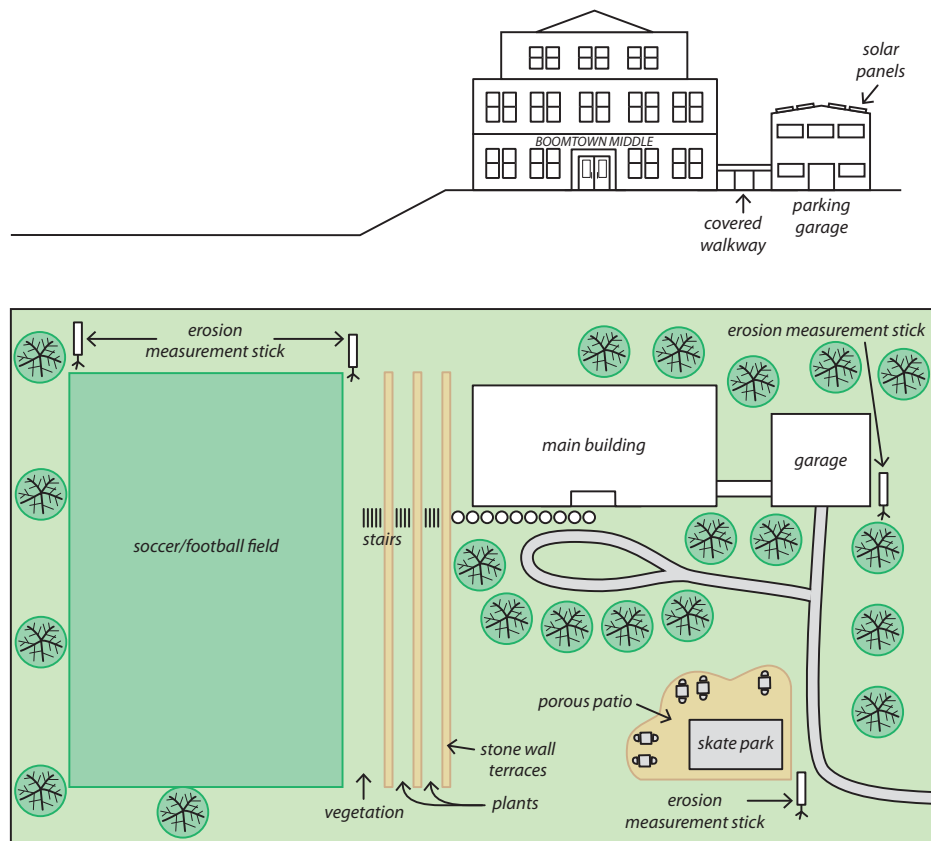 solar
panels
BOOMTOWN MIDDLE
covered
walkway
parking
garage
erosion
measurement stick
erosion measurement stick
main building
garage
stairs
soccer/football field
porous patio
skate park
stone wall
terraces
vegetation
plants
erosion
measurement stick